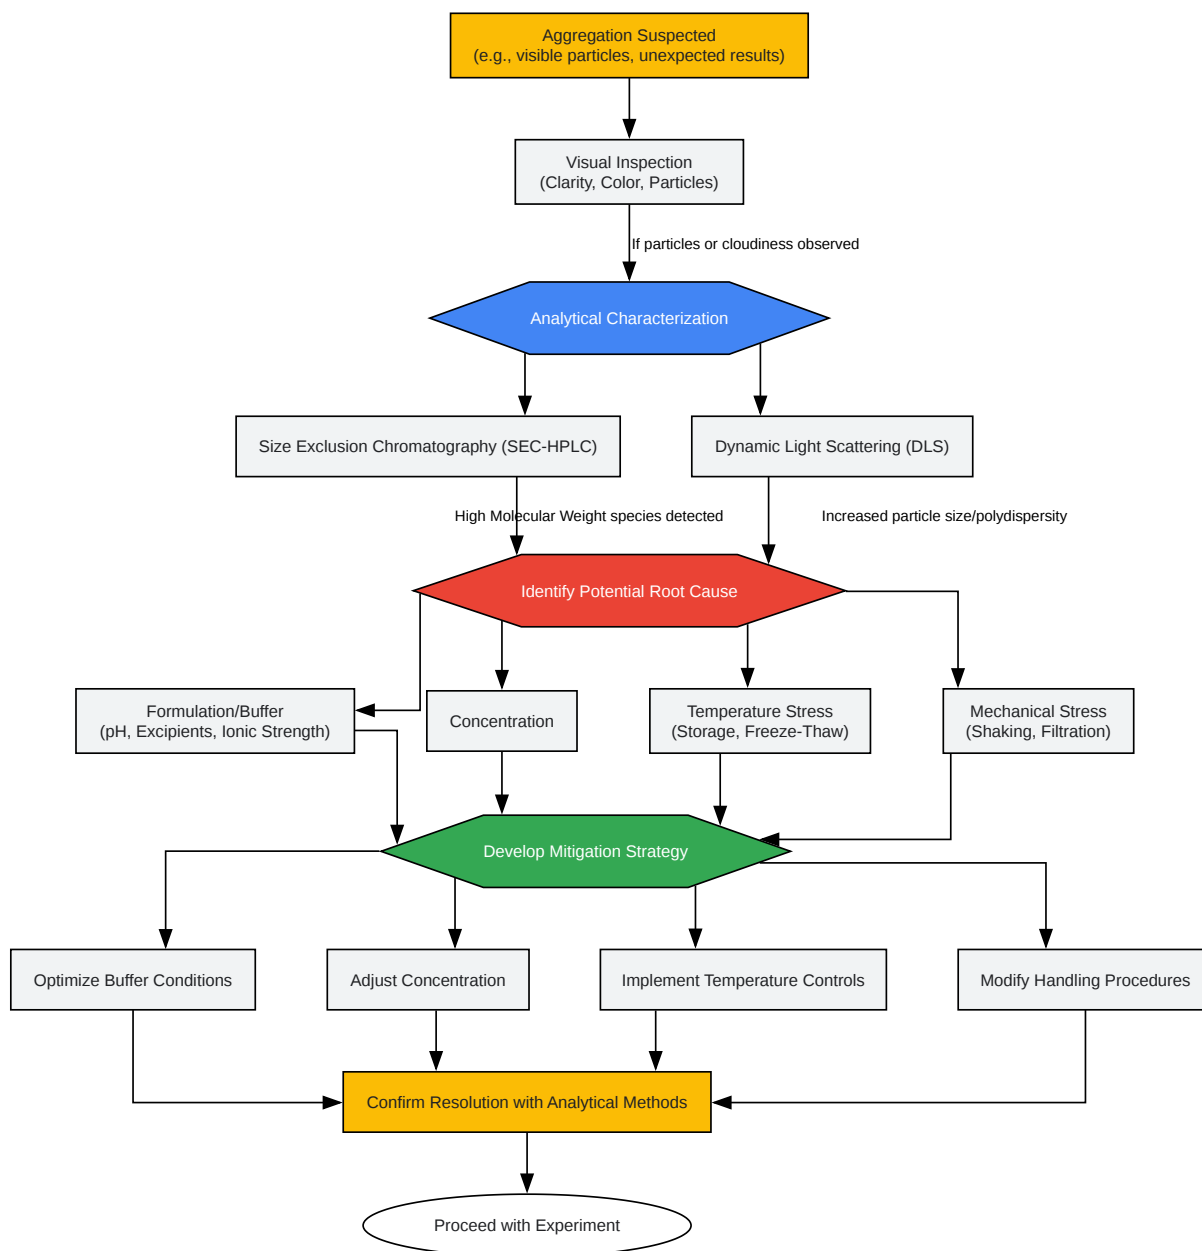 Aggregation Suspected
(e.g., visible particles, unexpected results)
Visual Inspection
(Clarity, Color, Particles)
If particles or cloudiness observed
Analytical Characterization
Size Exclusion Chromatography (SEC-HPLC)
Dynamic Light Scattering (DLS)
High Molecular Weight species detected
Increased particle size/polydispersity
Identify Potential Root Cause
Formulation/Buffer
(pH, Excipients, Ionic Strength)
Concentration
Temperature Stress
(Storage, Freeze-Thaw)
Mechanical Stress
(Shaking, Filtration)
Develop Mitigation Strategy
Optimize Buffer Conditions
Adjust Concentration
Implement Temperature Controls
Modify Handling Procedures
Confirm Resolution with Analytical Methods
Proceed with Experiment